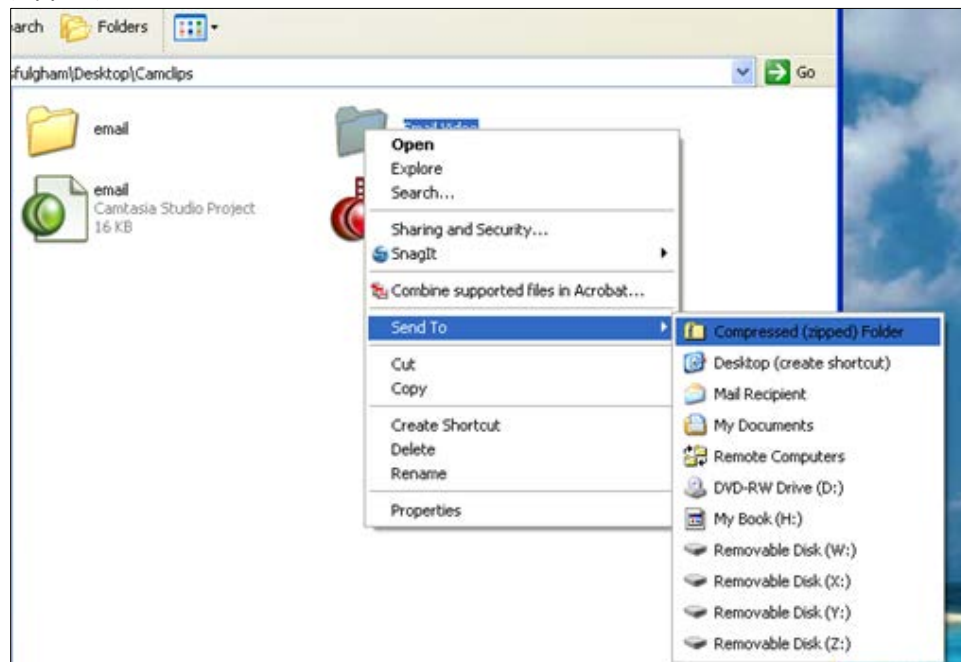 arch Folders
sfulgham\Desktop\Camclips Go
email
Email Video
email
Camtasia Studio Project
16 KB
Open
Explore
Search...
Sharing and Security...
SnagIt
Combine supported files in Acrobat...
Send To
Cut
Copy
Create Shortcut
Delete
Rename
Properties
Compressed (zipped) Folder
Desktop (create shortcut)
Mail Recipient
My Documents
Remote Computers
DVD-RW Drive (D:)
My Book (H:)
Removable Disk (W:)
Removable Disk (X:)
Removable Disk (Y:)
Removable Disk (Z:)